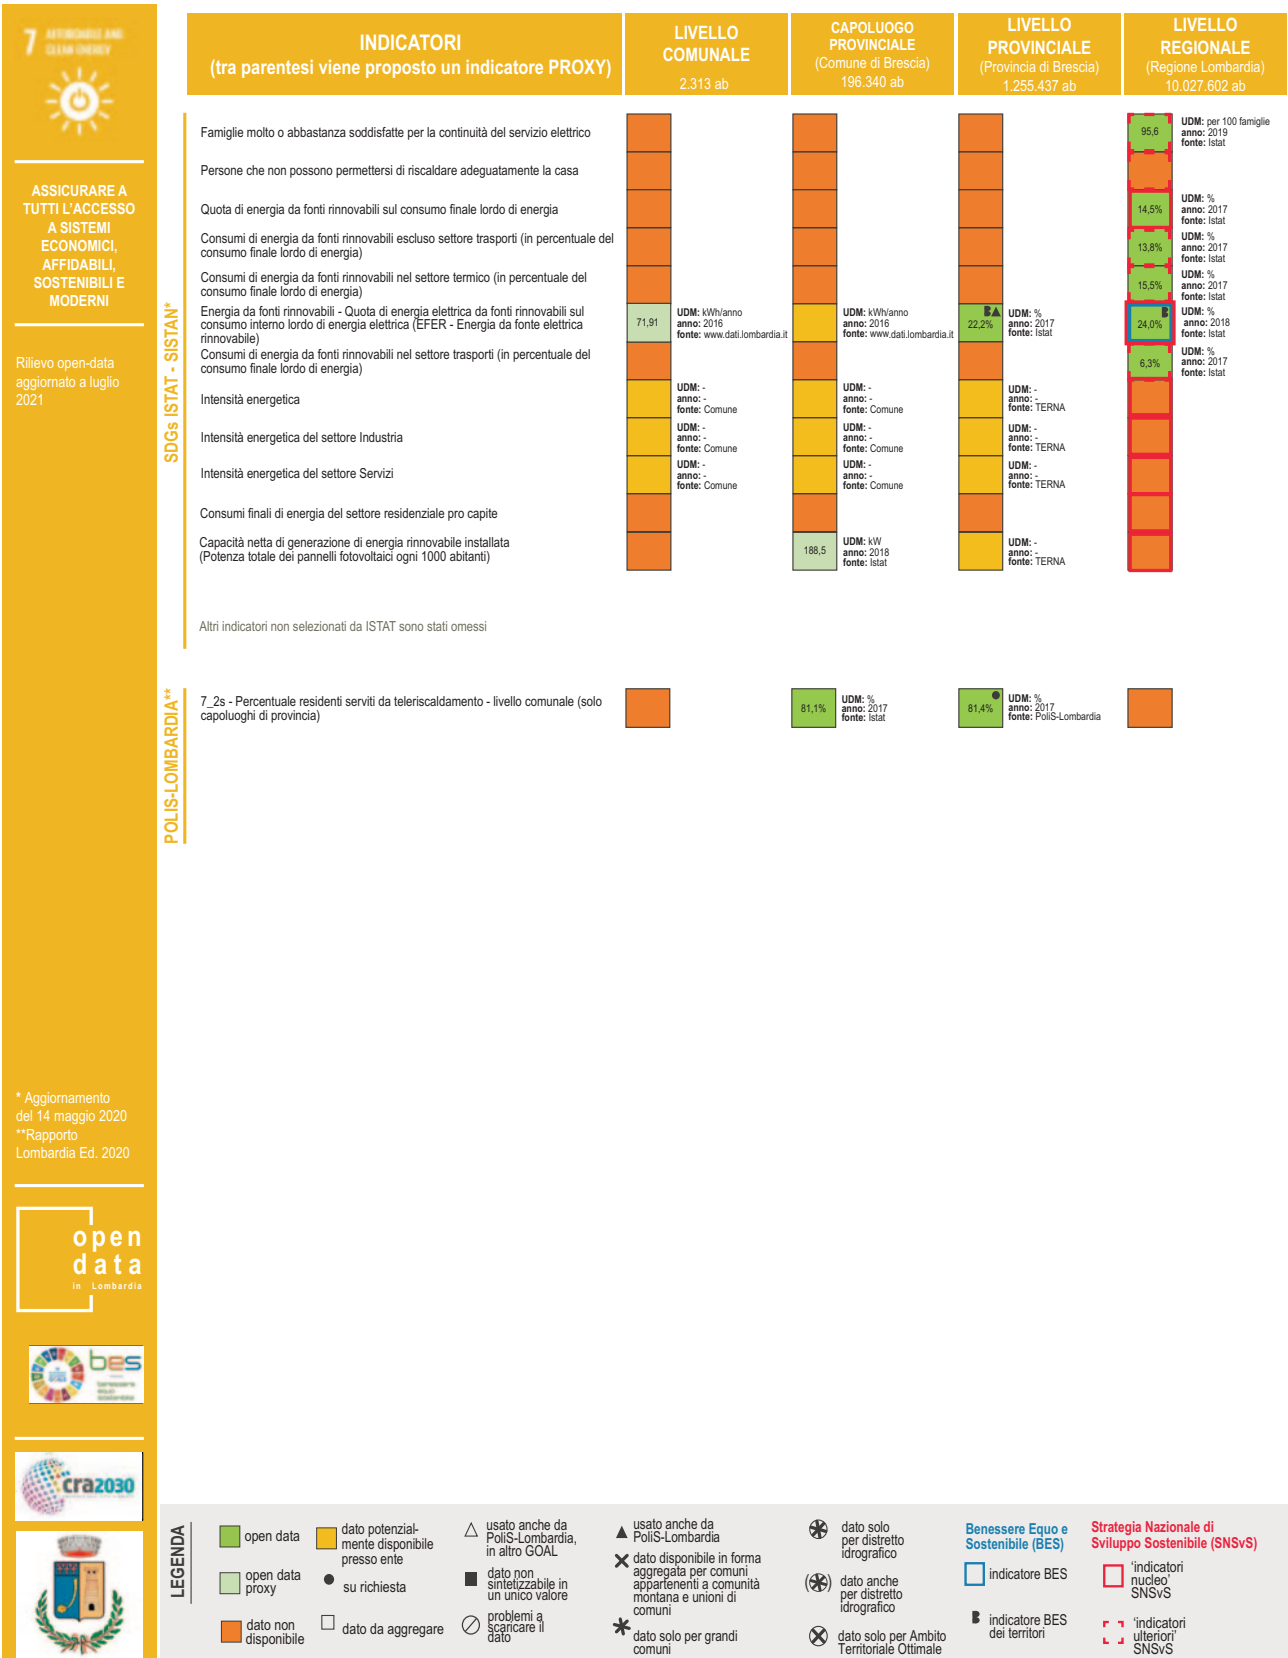 7 AFFORDABLE AND
CLEAN ENERGY
ASSICURARE A
TUTTI L'ACCESSO
A SISTEMI
ECONOMICI,
AFFIDABILI,
SOSTENIBILI E
MODERNI
Rilievo open-data
aggiornato a luglio
2021
* Aggiornamento
del 14 maggio 2020
**Rapporto
Lombardia Ed. 2020
open
data
in Lombardia
bes
benessere
equo
sostenibile
cra2030
INDICATORI
(tra parentesi viene proposto un indicatore PROXY)
LIVELLO
COMUNALE
2.313 ab
CAPOLUOGO
PROVINCIALE
(Comune di Brescia)
196.340 ab
LIVELLO
PROVINCIALE
(Provincia di Brescia)
1.255.437 ab
LIVELLO
REGIONALE
(Regione Lombardia)
10.027.602 ab
SDGs ISTAT - SISTAN*
Famiglie molto o abbastanza soddisfatte per la continuità del servizio elettrico
95,6
UDM: per 100 famiglie
anno: 2019
fonte: Istat
Persone che non possono permettersi di riscaldare adeguatamente la casa
Quota di energia da fonti rinnovabili sul consumo finale lordo di energia
14,5%
UDM: %
anno: 2017
fonte: Istat
Consumi di energia da fonti rinnovabili escluso settore trasporti (in percentuale del
consumo finale lordo di energia)
13,8%
UDM: %
anno: 2017
fonte: Istat
Consumi di energia da fonti rinnovabili nel settore termico (in percentuale del
consumo finale lordo di energia)
15,5%
UDM: %
anno: 2017
fonte: Istat
Energia da fonti rinnovabili - Quota di energia elettrica da fonti rinnovabili sul
consumo interno lordo di energia elettrica (EFER - Energia da fonte elettrica
rinnovabile)
71,91
UDM: kWh/anno
anno: 2016
fonte: www.dati.lombardia.it
UDM: kWh/anno
anno: 2016
fonte: www.dati.lombardia.it
22,2%
UDM: %
anno: 2017
fonte: Istat
24,0%
UDM: %
anno: 2018
fonte: Istat
Consumi di energia da fonti rinnovabili nel settore trasporti (in percentuale del
consumo finale lordo di energia)
6,3%
UDM: %
anno: 2017
fonte: Istat
Intensità energetica
UDM: -
anno: -
fonte: Comune
UDM: -
anno: -
fonte: Comune
UDM: -
anno: -
fonte: TERNA
Intensità energetica del settore Industria
UDM: -
anno: -
fonte: Comune
UDM: -
anno: -
fonte: Comune
UDM: -
anno: -
fonte: TERNA
Intensità energetica del settore Servizi
UDM: -
anno: -
fonte: Comune
UDM: -
anno: -
fonte: Comune
UDM: -
anno: -
fonte: TERNA
Consumi finali di energia del settore residenziale pro capite
Capacità netta di generazione di energia rinnovabile installata
(Potenza totale dei pannelli fotovoltaici ogni 1000 abitanti)
188,5
UDM: kW
anno: 2018
fonte: Istat
UDM: -
anno: -
fonte: TERNA
Altri indicatori non selezionati da ISTAT sono stati omessi
POLIS-LOMBARDIA**
7_2s - Percentuale residenti serviti da teleriscaldamento - livello comunale (solo
capoluoghi di provincia)
81,1%
UDM: %
anno: 2017
fonte: Istat
81,4%
UDM: %
anno: 2017
fonte: PoliS-Lombardia
LEGENDA
open data
open data
proxy
dato non
disponibile
dato potenzial-
mente disponibile
presso ente
su richiesta
dato da aggregare
usato anche da
PoliS-Lombardia,
in altro GOAL
dato non
sintetizzabile in
un unico valore
problemi a
scaricare il
dato
usato anche da
PoliS-Lombardia
dato disponibile in forma
aggregata per comuni
appartenenti a comunità
montana e unioni di
comuni
dato solo per grandi
comuni
dato solo
per distretto
idrografico
dato anche
per distretto
idrografico
dato solo per Ambito
Territoriale Ottimale
Benessere Equo e
Sostenibile (BES)
indicatore BES
indicatore BES
dei territori
Strategia Nazionale di
Sviluppo Sostenibile (SNSvS)
'indicatori
nucleo'
SNSvS
'indicatori
ulteriori'
SNSvS